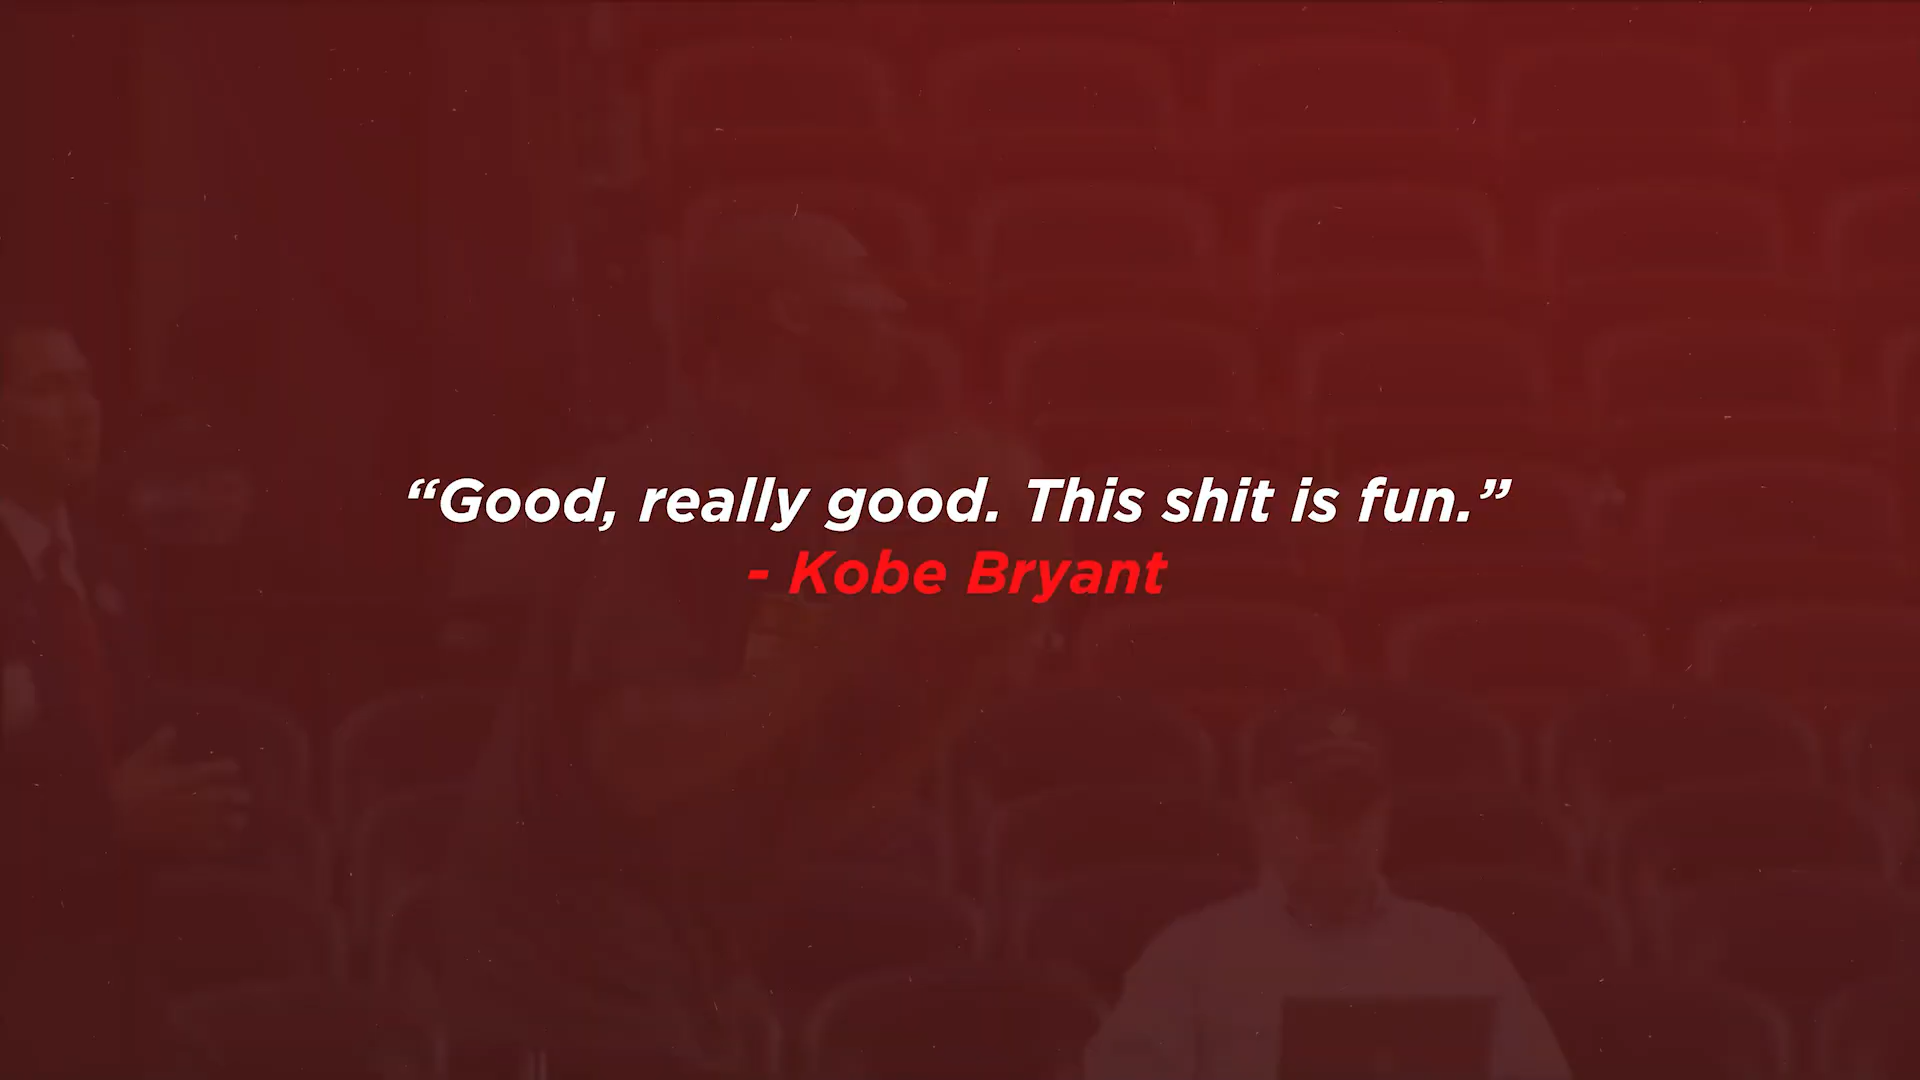 “Good, really good. This shit is fun.”
- Kobe Bryant